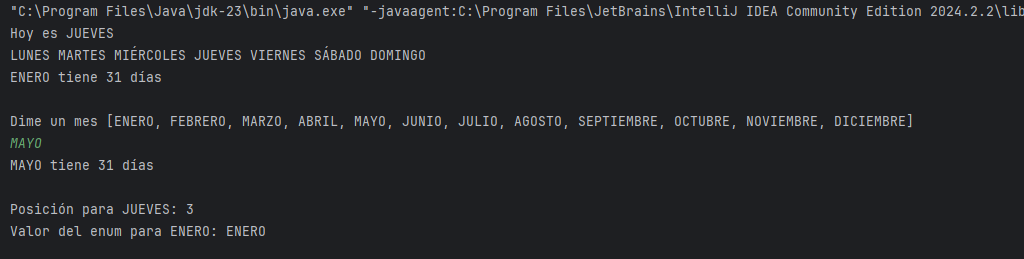 "C:\Program Files\Java\jdk-23\bin\java.exe" "-javaagent:C:\Program Files\JetBrains\IntelliJ IDEA Community Edition 2024.2.2\lib
Hoy es JUEVES
LUNES MARTES MIÉRCOLES JUEVES VIERNES SÁBADO DOMINGO
ENERO tiene 31 días
Dime un mes [ENERO, FEBRERO, MARZO, ABRIL, MAYO, JUNIO, JULIO, AGOSTO, SEPTIEMBRE, OCTUBRE, NOVIEMBRE, DICIEMBRE]
MAYO
MAYO tiene 31 días
Posición para JUEVES: 3
Valor del enum para ENERO: ENERO